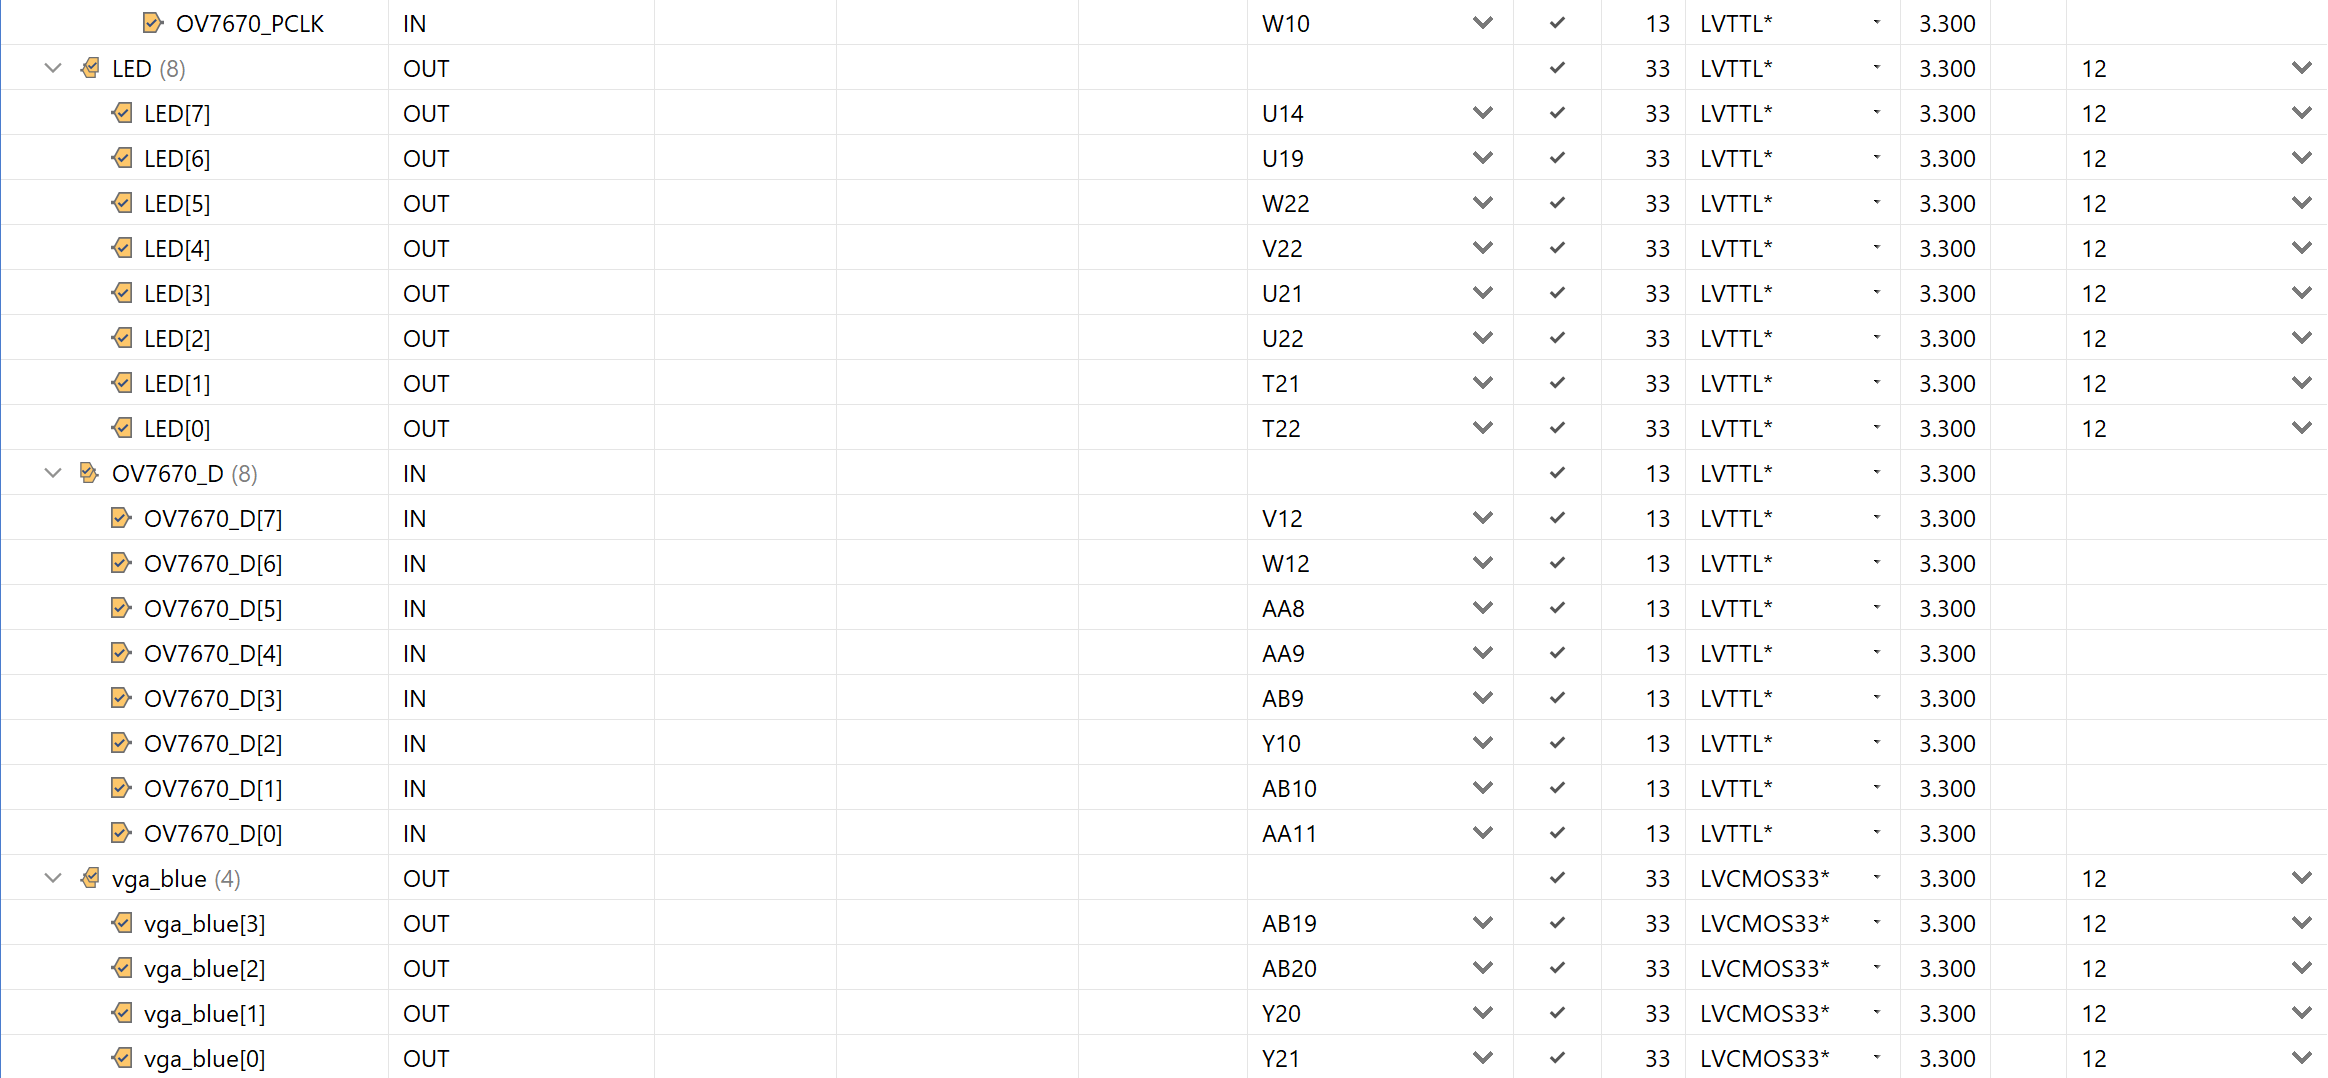 OV7670_PCLK IN W10 13 LVTTL* 3.300
LED (8) OUT 33 LVTTL* 3.300 12
LED[7] OUT U14 33 LVTTL* 3.300 12
LED[6] OUT U19 33 LVTTL* 3.300 12
LED[5] OUT W22 33 LVTTL* 3.300 12
LED[4] OUT V22 33 LVTTL* 3.300 12
LED[3] OUT U21 33 LVTTL* 3.300 12
LED[2] OUT U22 33 LVTTL* 3.300 12
LED[1] OUT T21 33 LVTTL* 3.300 12
LED[0] OUT T22 33 LVTTL* 3.300 12
OV7670_D (8) IN 13 LVTTL* 3.300
OV7670_D[7] IN V12 13 LVTTL* 3.300
OV7670_D[6] IN W12 13 LVTTL* 3.300
OV7670_D[5] IN AA8 13 LVTTL* 3.300
OV7670_D[4] IN AA9 13 LVTTL* 3.300
OV7670_D[3] IN AB9 13 LVTTL* 3.300
OV7670_D[2] IN Y10 13 LVTTL* 3.300
OV7670_D[1] IN AB10 13 LVTTL* 3.300
OV7670_D[0] IN AA11 13 LVTTL* 3.300
vga_blue (4) OUT 33 LVCMOS33* 3.300 12
vga_blue[3] OUT AB19 33 LVCMOS33* 3.300 12
vga_blue[2] OUT AB20 33 LVCMOS33* 3.300 12
vga_blue[1] OUT Y20 33 LVCMOS33* 3.300 12
vga_blue[0] OUT Y21 33 LVCMOS33* 3.300 12